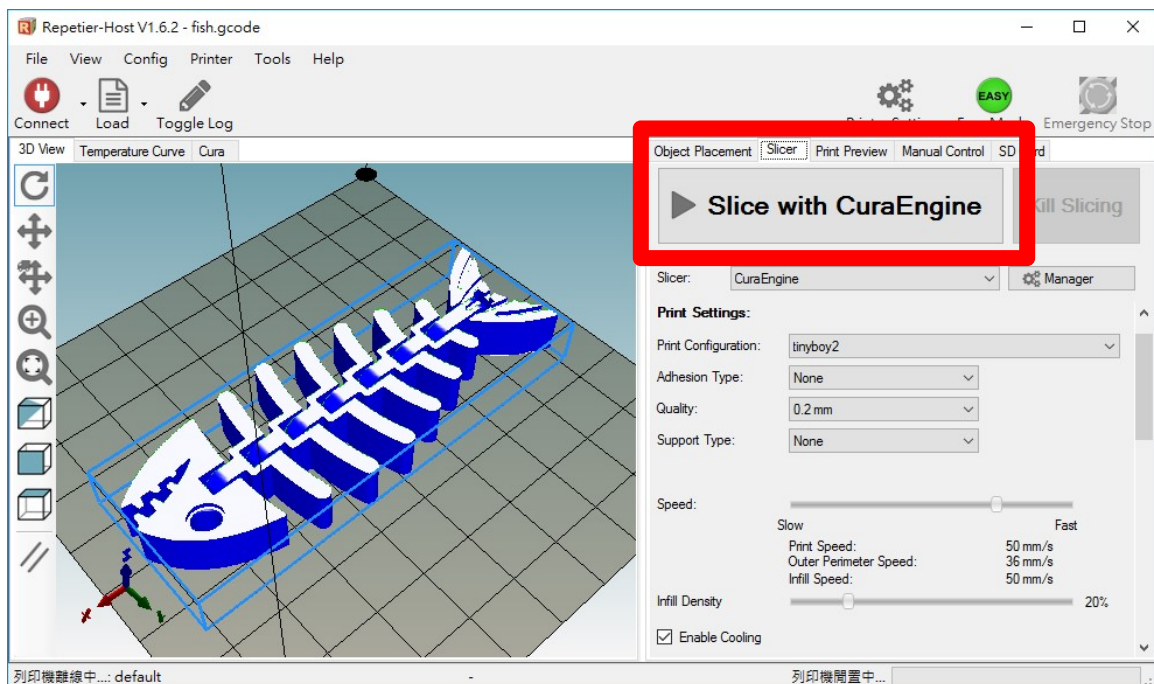 Repetier-Host V1.6.2 - fish.gcode
File View Config Printer Tools Help
Connect Load Toggle Log EASY Emergency Stop
3D View Temperature Curve Cura
Object Placement Slicer Print Preview Manual Control SD
Slice with CuraEngine
Kill Slicing
Slicer: CuraEngine Manager
Print Settings:
Print Configuration: tinyboy2
Adhesion Type: None
Quality: 0.2 mm
Support Type: None
Speed:
Slow Fast
Print Speed: 50 mm/s
Outer Perimeter Speed: 36 mm/s
Infill Speed: 50 mm/s
Infill Density 20%
Enable Cooling
列印機離線中...: default - 列印機閒置中...